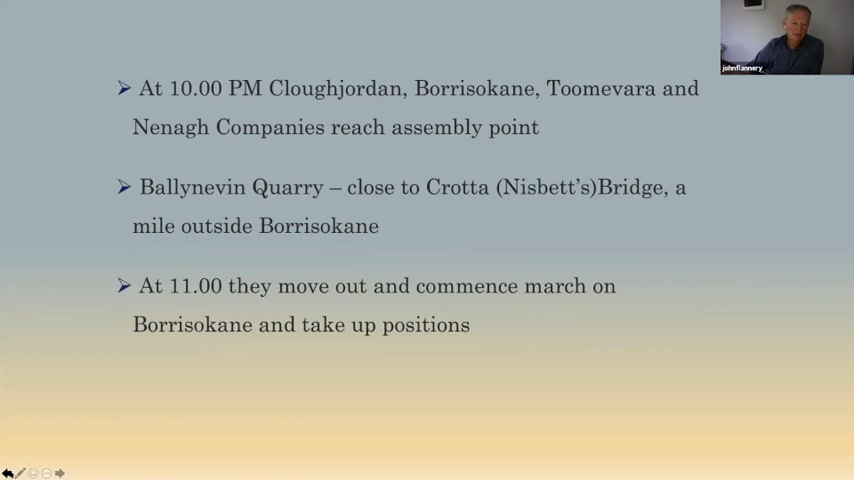 johnflannery
➢ At 10.00 PM Cloughjordan, Borrisokane, Toomevara and
Nenagh Companies reach assembly point
➢ Ballynevin Quarry – close to Crotta (Nisbett’s)Bridge, a
mile outside Borrisokane
➢ At 11.00 they move out and commence march on
Borrisokane and take up positions